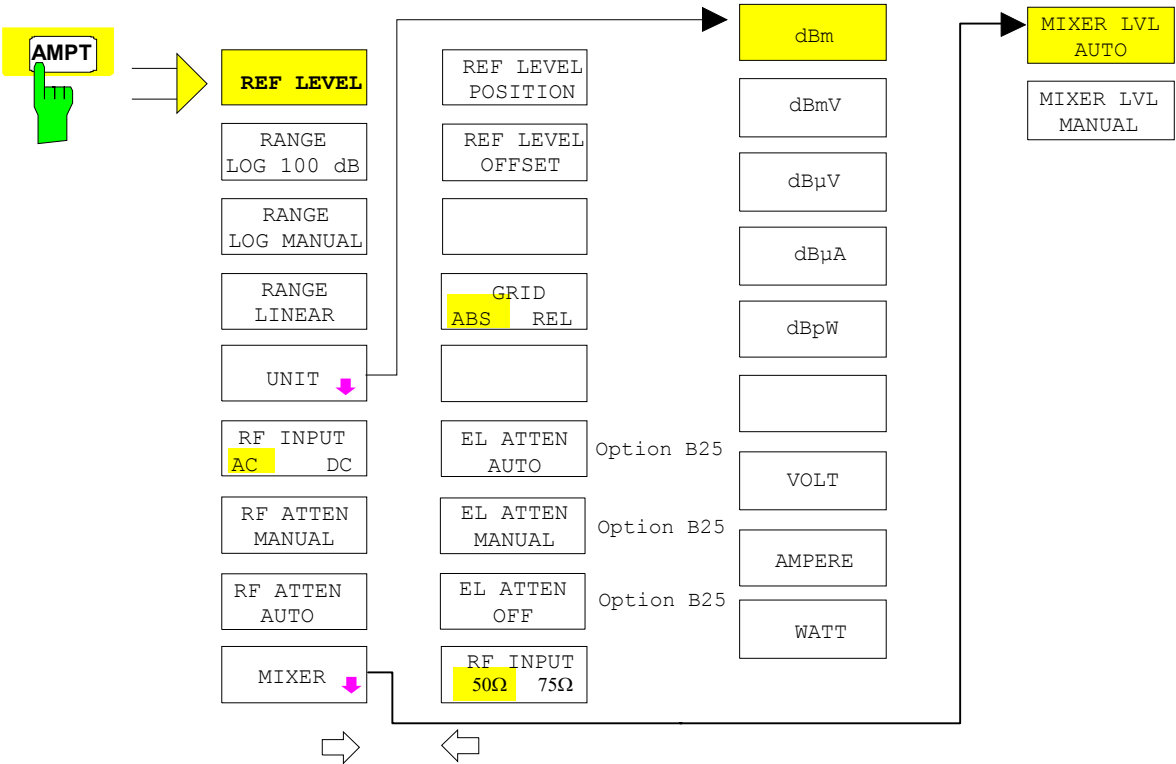 AMPT
REF LEVEL
RANGE
LOG 100 dB
RANGE
LOG MANUAL
RANGE
LINEAR
UNIT
RF INPUT
AC DC
RF ATTEN
MANUAL
RF ATTEN
AUTO
MIXER
REF LEVEL
POSITION
REF LEVEL
OFFSET
GRID
ABS REL
EL ATTEN
AUTO
Option B25
EL ATTEN
MANUAL
Option B25
EL ATTEN
OFF
Option B25
RF INPUT
50Ω 75Ω
dBm
dBmV
dBµV
dBµA
dBpW
VOLT
AMPERE
WATT
MIXER LVL
AUTO
MIXER LVL
MANUAL